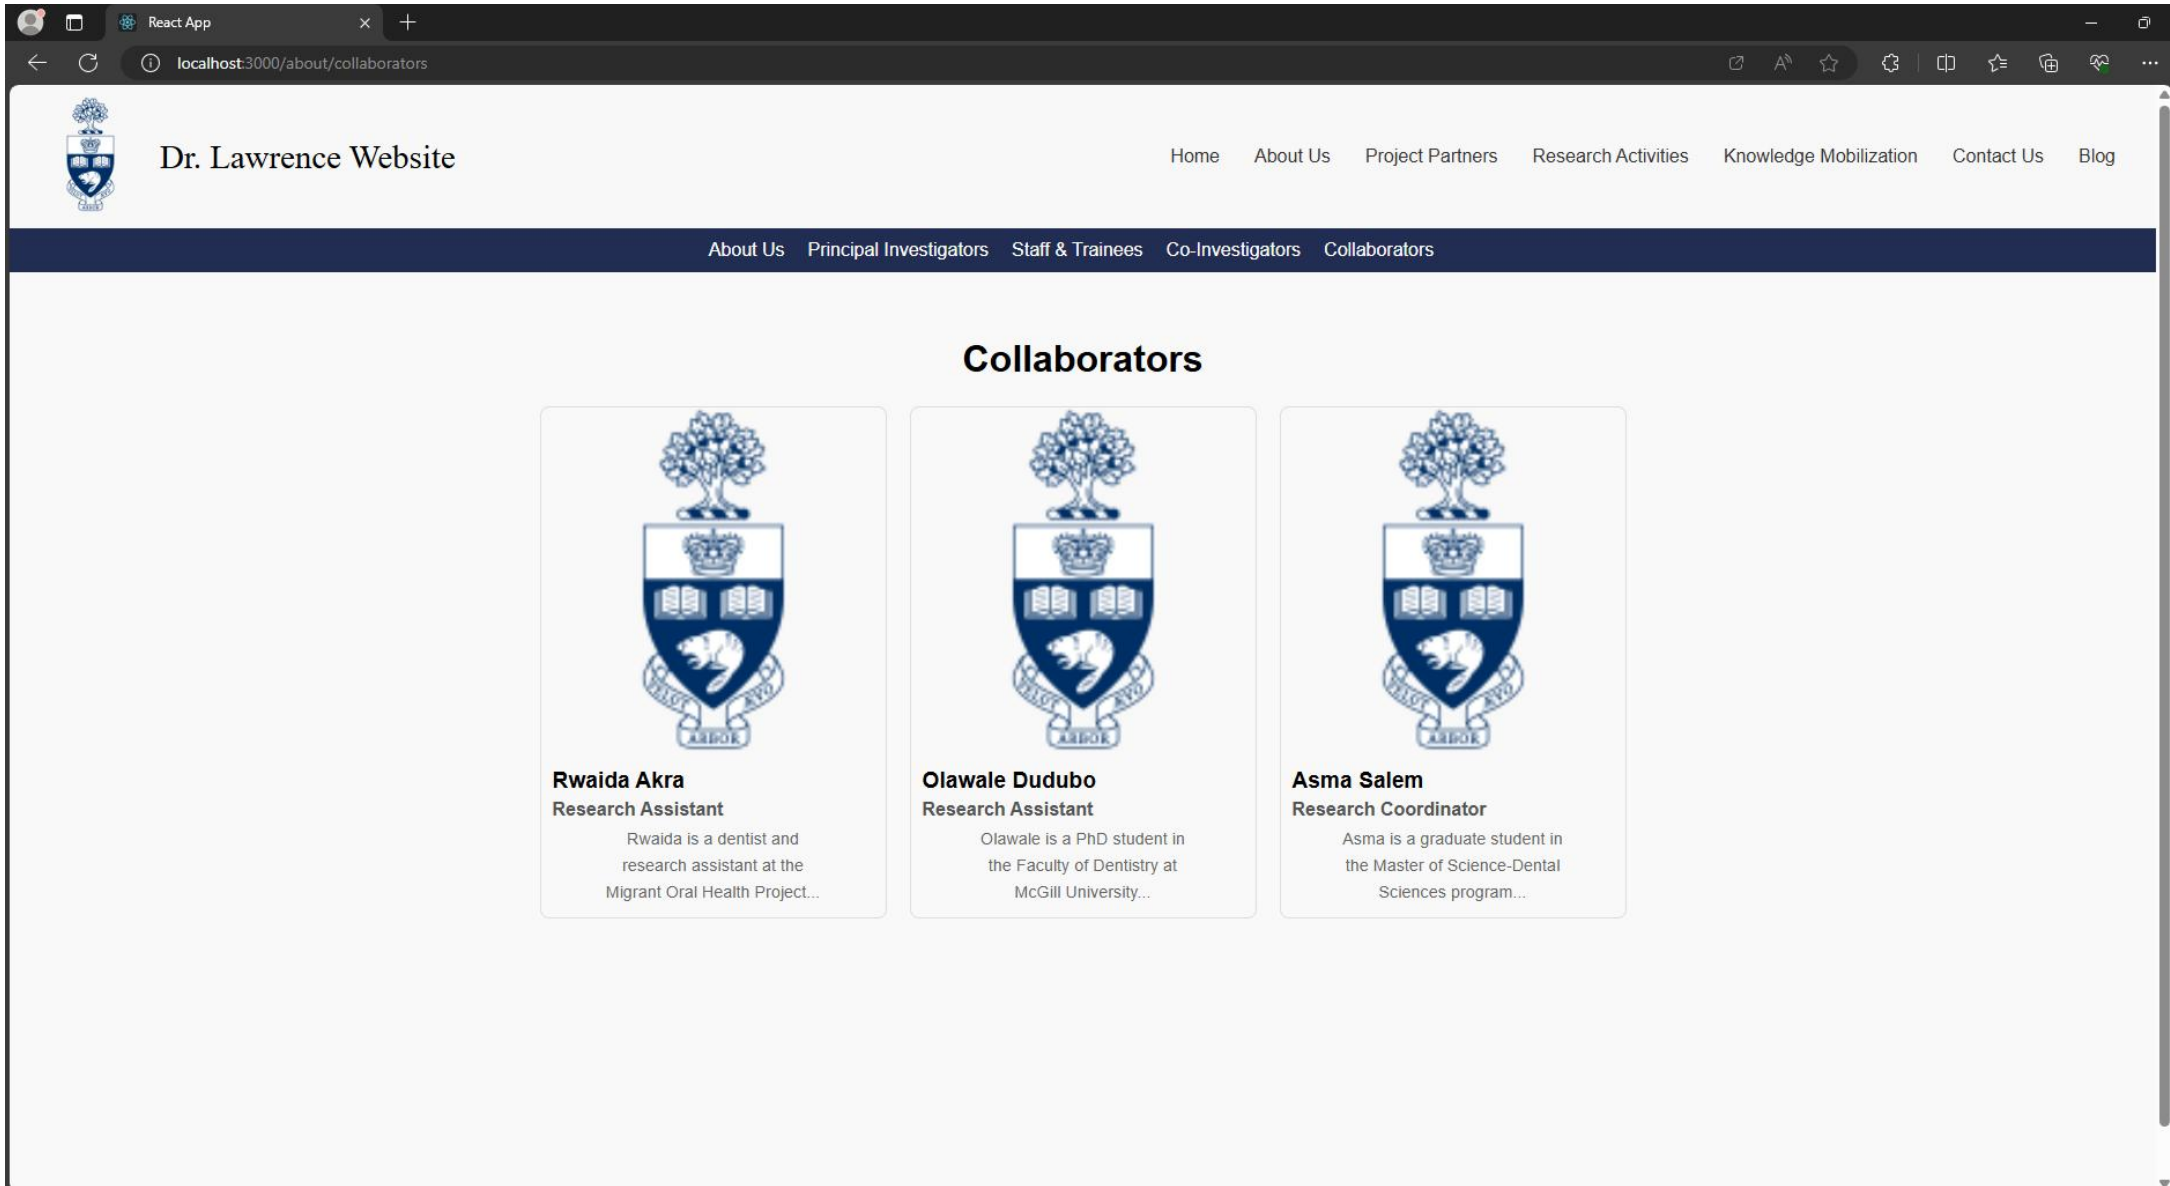 React App
localhost:3000/about/collaborators
Dr. Lawrence Website
Home About Us Project Partners Research Activities Knowledge Mobilization Contact Us Blog
About Us Principal Investigators Staff & Trainees Co-Investigators Collaborators
Collaborators
ARBOR
ARBOR
ARBOR
Rwaida Akra
Research Assistant
Rwaida is a dentist and
research assistant at the
Migrant Oral Health Project...
Olawale Dudubo
Research Assistant
Olawale is a PhD student in
the Faculty of Dentistry at
McGill University...
Asma Salem
Research Coordinator
Asma is a graduate student in
the Master of Science-Dental
Sciences program...